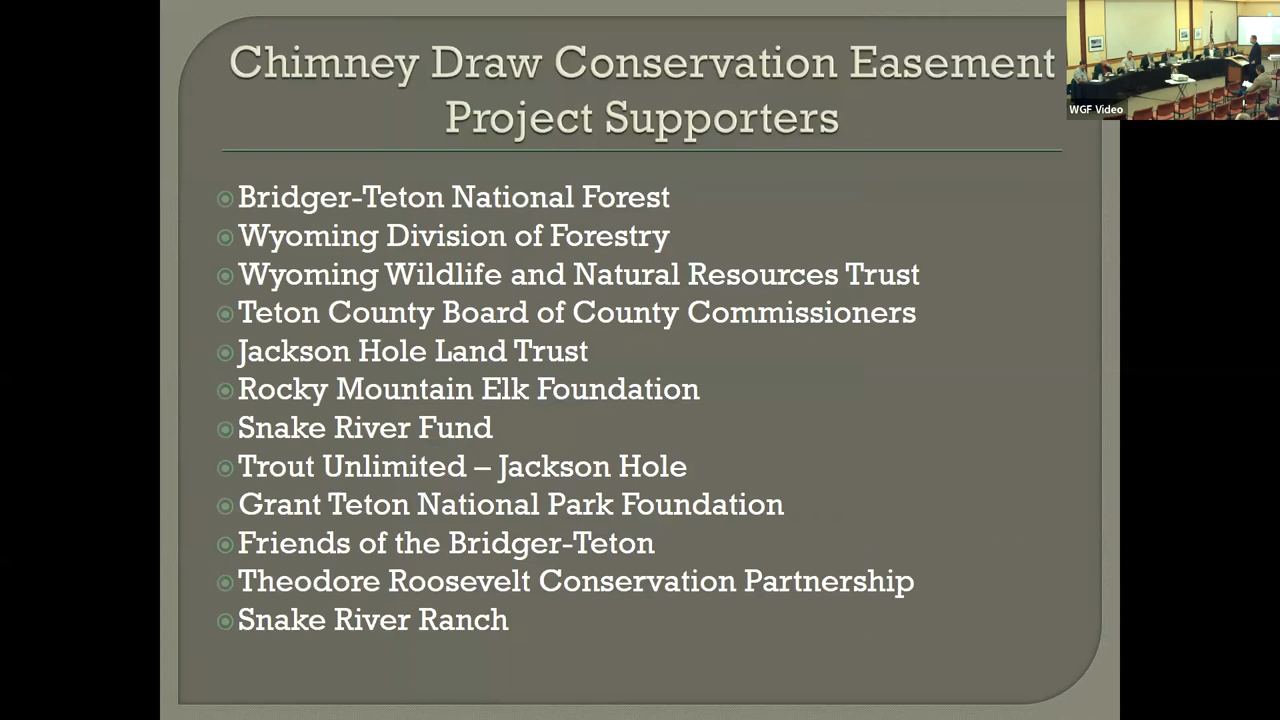 Chimney Draw Conservation Easement
Project Supporters
WGF Video
Bridger-Teton National Forest
Wyoming Division of Forestry
Wyoming Wildlife and Natural Resources Trust
Teton County Board of County Commissioners
Jackson Hole Land Trust
Rocky Mountain Elk Foundation
Snake River Fund
Trout Unlimited – Jackson Hole
Grant Teton National Park Foundation
Friends of the Bridger-Teton
Theodore Roosevelt Conservation Partnership
Snake River Ranch